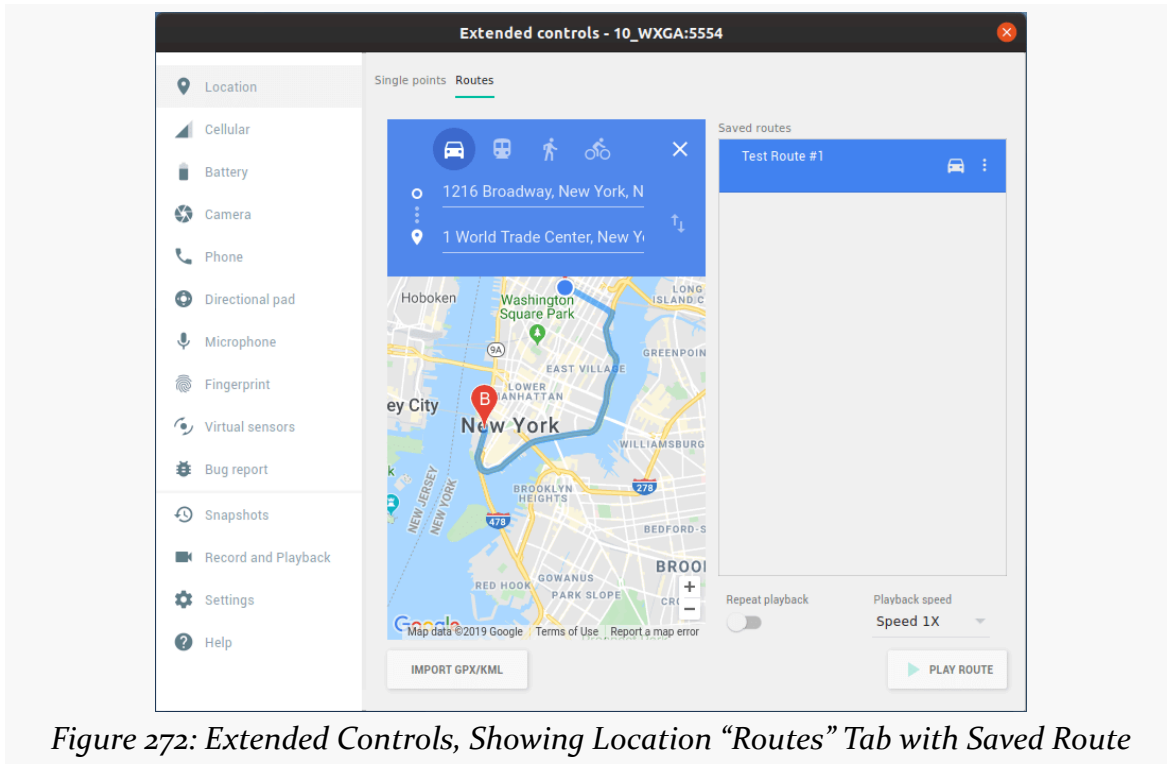 Extended controls - 10_WXGA:5554
Location
Cellular
Battery
Camera
Phone
Directional pad
Microphone
Fingerprint
Virtual sensors
Bug report
Snapshots
Record and Playback
Settings
Help
Single points Routes
1216 Broadway, New York, N
1 World Trade Center, New Y
Hoboken
Washington
Square Park
LONG
ISLAND C
9A
GREENPOIN
EAST VILLAGE
LOWER
MANHATTAN
ey City
B
New York
WILLIAMSBURG
k
NEW JERSEY
NEW YORK
BROOKLYN
HEIGHTS
278
478
BEDFORD-S
BROO
RED HOOK
GOWANUS
PARK SLOPE
CR
+
−
Google
Map data ©2019 Google Terms of Use Report a map error
IMPORT GPX/KML
Saved routes
Test Route #1
Repeat playback
Playback speed
Speed 1X
PLAY ROUTE
Figure 272: Extended Controls, Showing Location “Routes” Tab with Saved Route